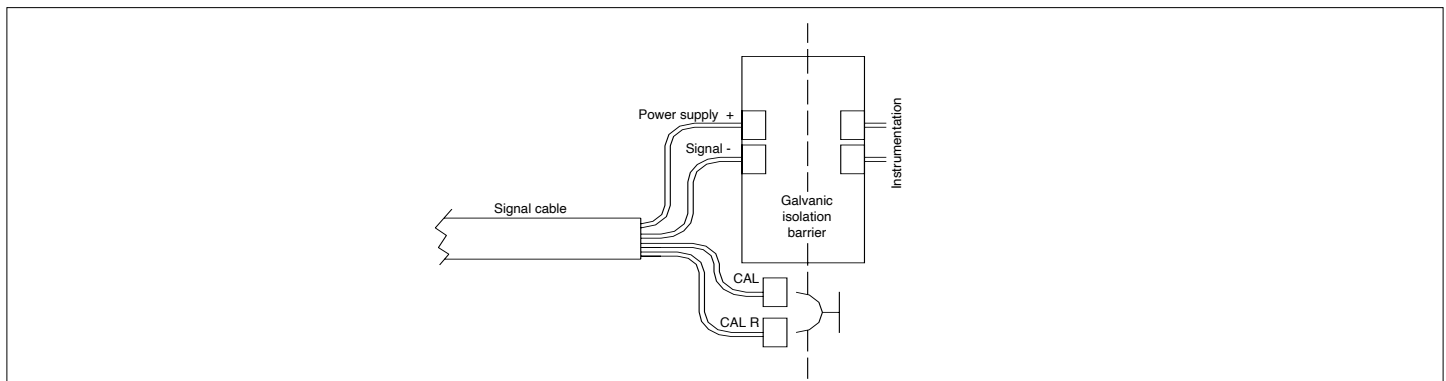 Power supply +
Signal -
Instrumentation
Signal cable
Galvanic
isolation
barrier
CAL
CAL R